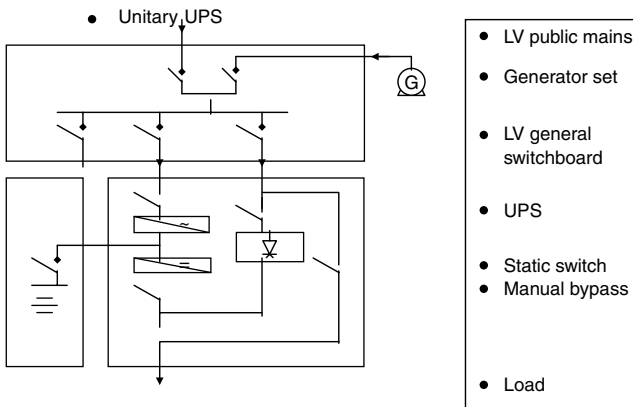 Unitary UPS
G
LV public mains
Generator set
LV general
switchboard
~
UPS
=
Static switch
Manual bypass
Load